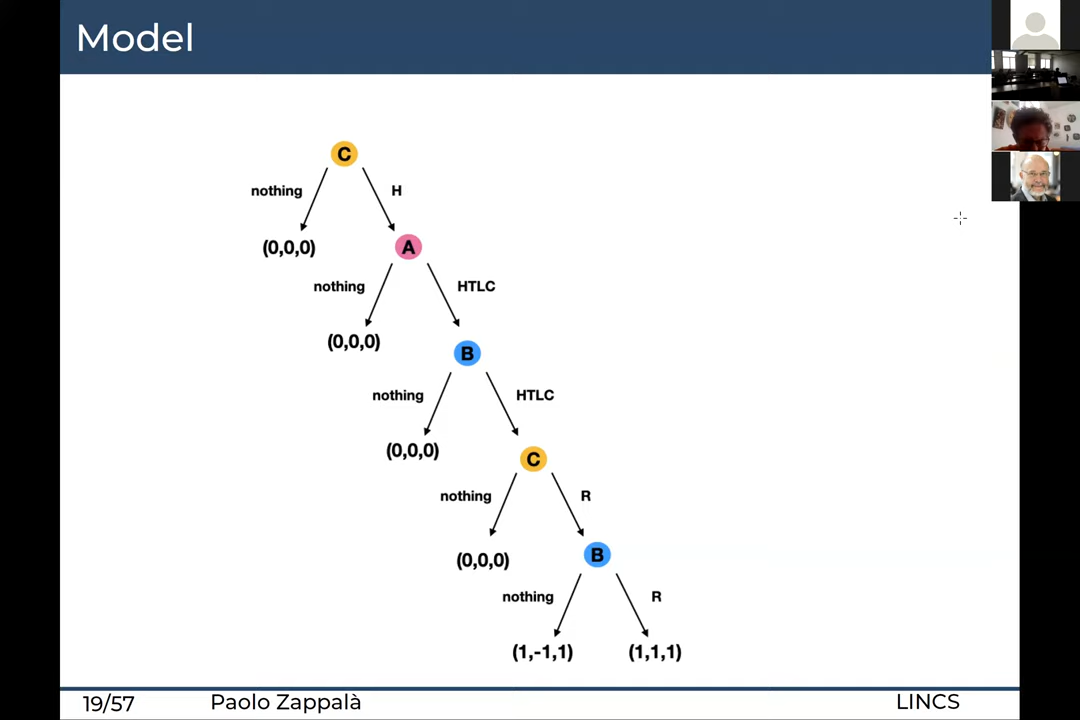 Model
C
nothing
H
(0,0,0)
A
nothing
HTLC
(0,0,0)
B
nothing
HTLC
(0,0,0)
C
nothing
R
(0,0,0)
B
nothing
R
(1,-1,1)
(1,1,1)
19/57
Paolo Zappalà
LINCS